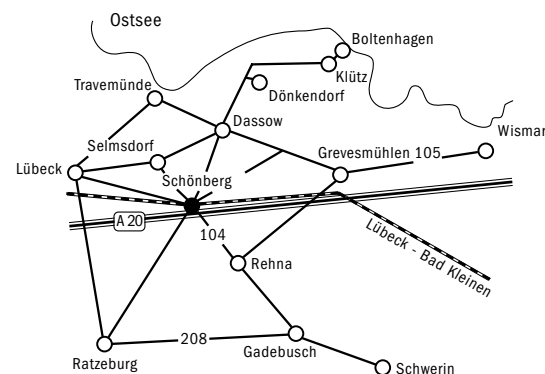 Ostsee
Boltenhagen
Klütz
Travemünde
Dönkendorf
Dassow
Wismar
Selmsdorf
Grevesmühlen 105
Lübeck
Schönberg
A 20
104
Lübeck - Bad Kleinen
Rehna
208
Gadebusch
Ratzeburg
Schwerin